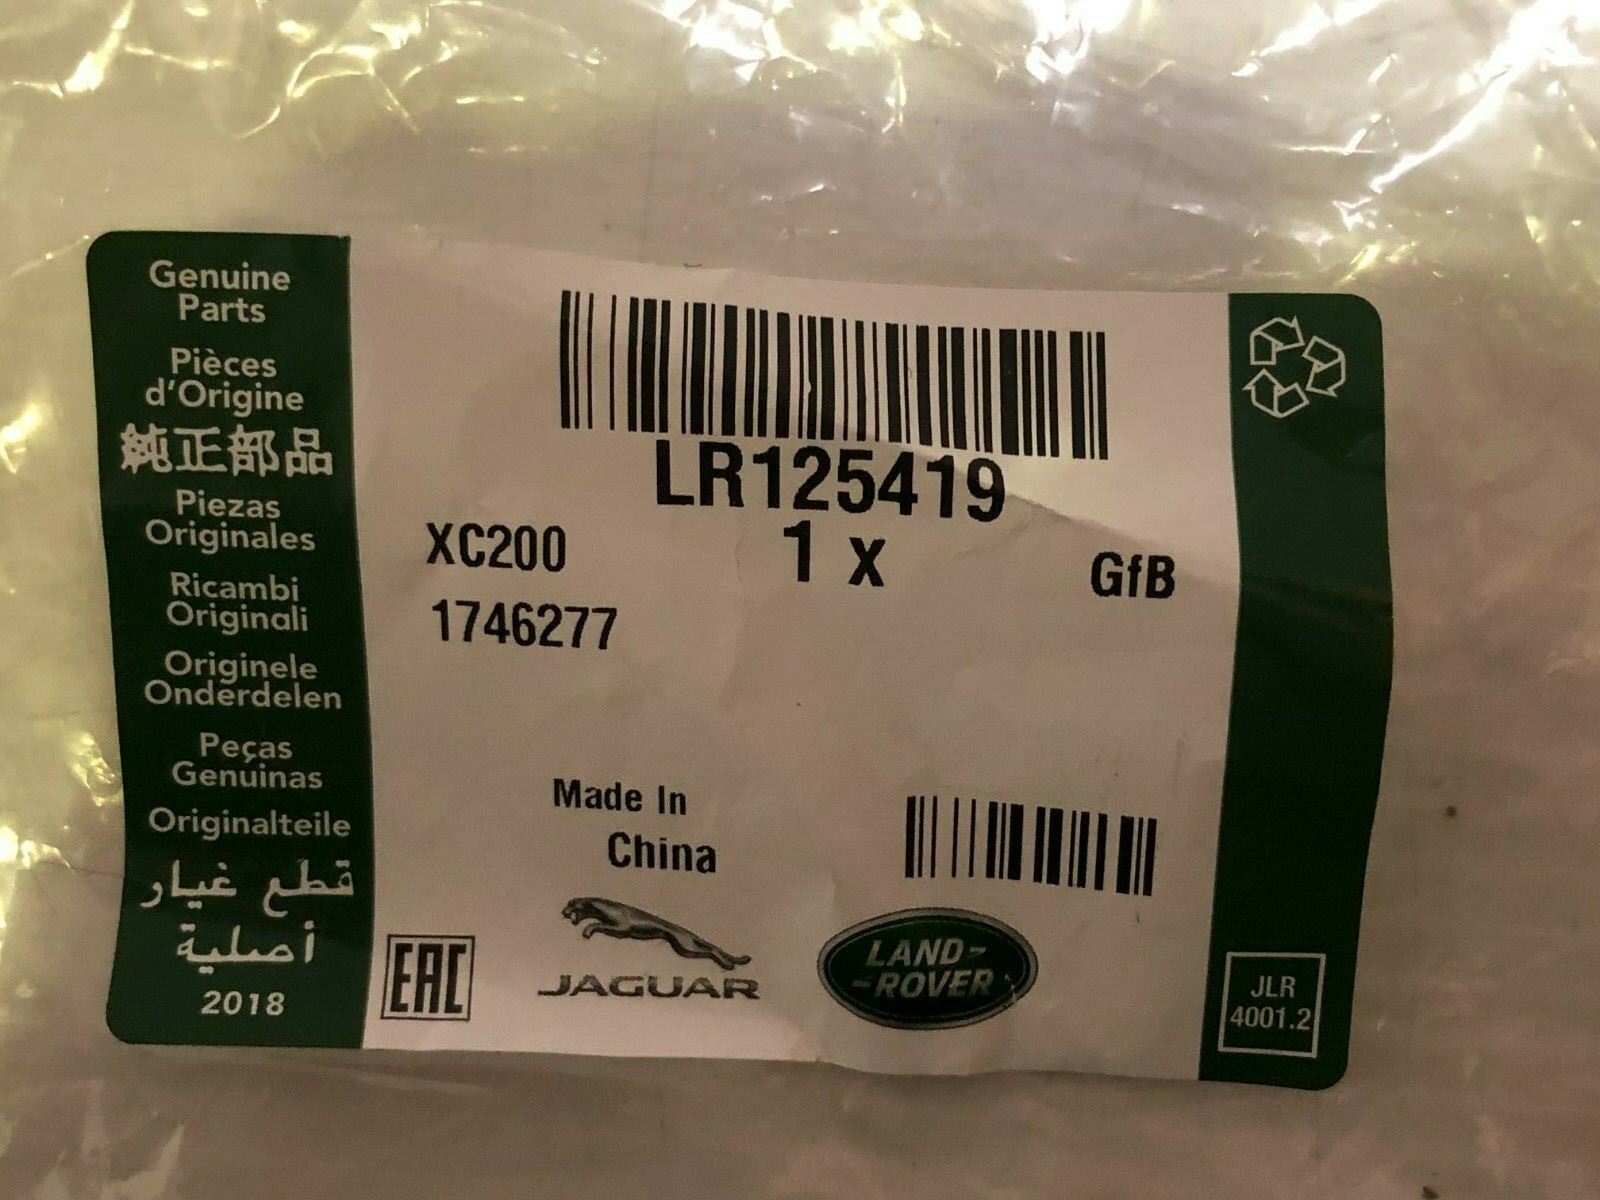 Genuine
Parts
Pièces
d'Origine
純正部品
Piezas
Originales
Ricambi
Originali
Originele
Onderdelen
Peças
Genuinas
Originalteile
قطع غيار
أصلية
2018
LR125419
XC200
1 x
GfB
1746277
Made In
China
EAC
JAGUAR
LAND-
-ROVER
JLR
4001.2